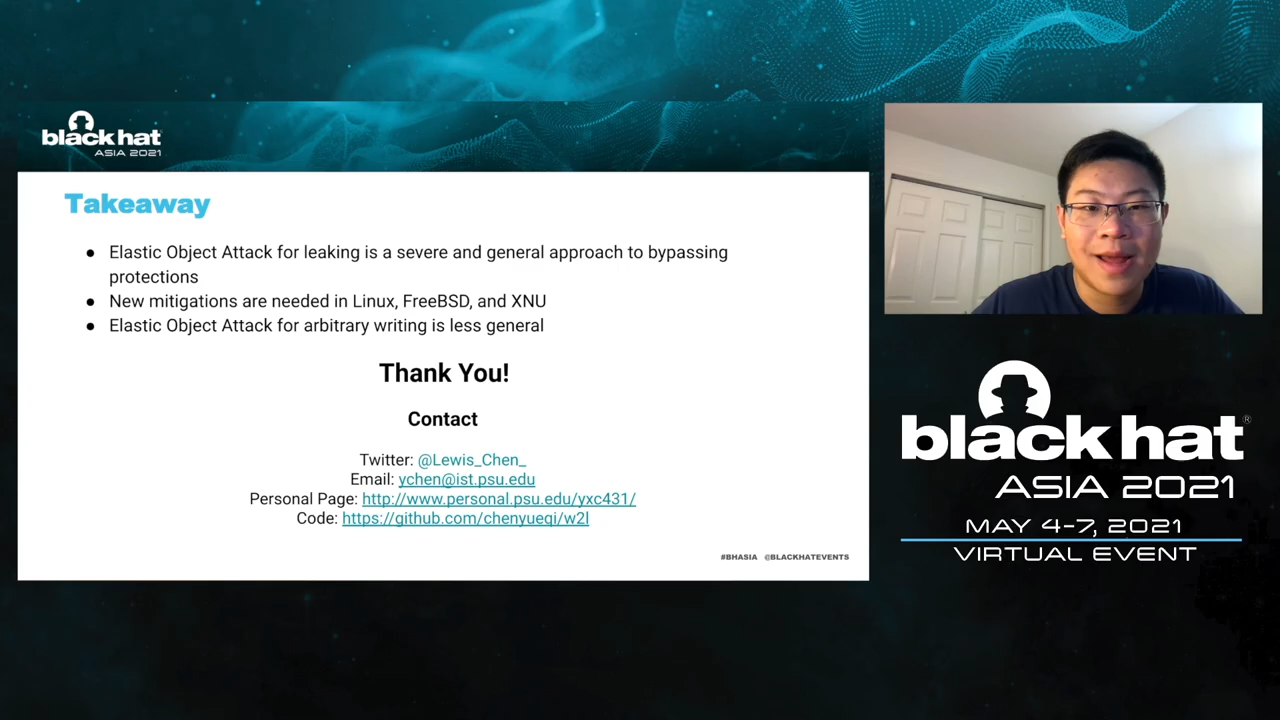 black hat
ASIA 2021
Takeaway
● Elastic Object Attack for leaking is a severe and general approach to bypassing
protections
● New mitigations are needed in Linux, FreeBSD, and XNU
● Elastic Object Attack for arbitrary writing is less general
Thank You!
Contact
Twitter: @Lewis_Chen_
Email: ychen@ist.psu.edu
Personal Page: http://www.personal.psu.edu/yxc431/
Code: https://github.com/chenyueqi/w2l
#BHASIA @BLACKHATEVENTS
black hat®
ASIA 2021
MAY 4-7, 2021
VIRTUAL EVENT